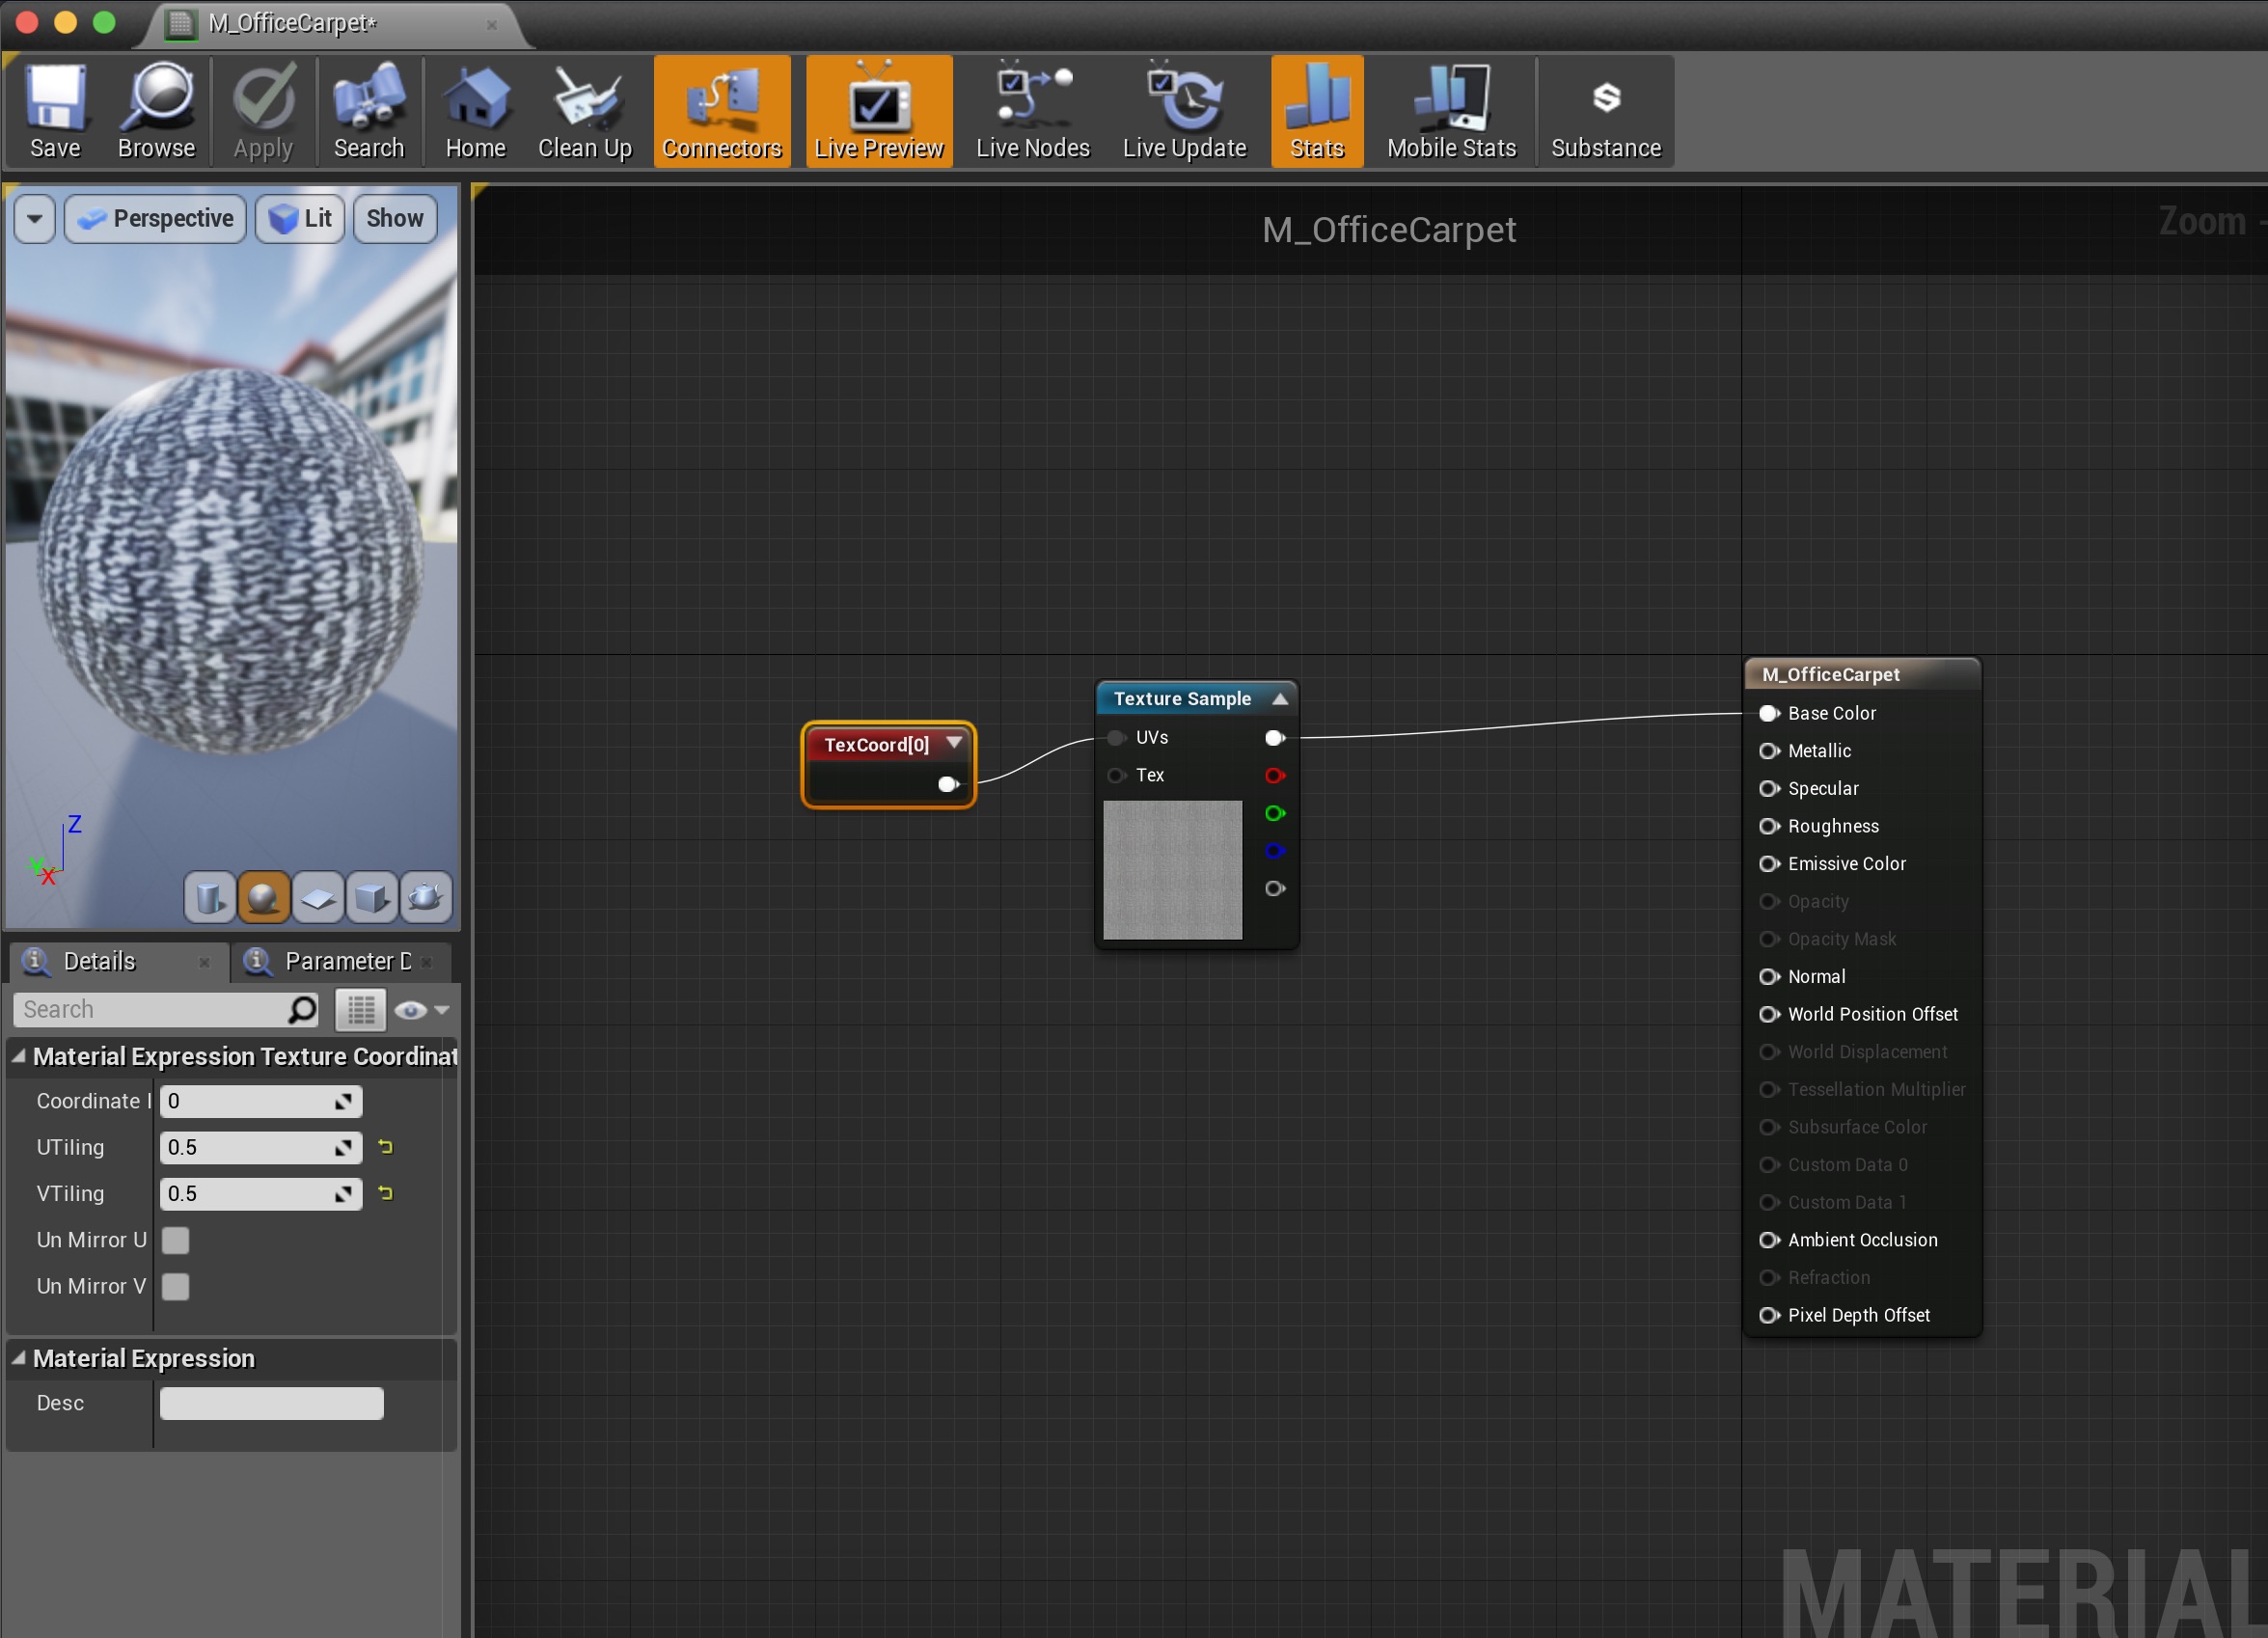 M_OfficeCarpet*
Save
Browse
Apply
Search
Home
Clean Up
Connectors
Live Preview
Live Nodes
Live Update
Stats
Mobile Stats
Substance
Perspective
Lit
Show
M_OfficeCarpet
Zoom -
Z
Y
X
TexCoord[0]
Texture Sample
UVs
Tex
M_OfficeCarpet
Base Color
Metallic
Specular
Roughness
Emissive Color
Opacity
Opacity Mask
Normal
World Position Offset
World Displacement
Tessellation Multiplier
Subsurface Color
Custom Data 0
Custom Data 1
Ambient Occlusion
Refraction
Pixel Depth Offset
Details
Parameter D
Search
Material Expression Texture Coordinat
Coordinate I 0
UTiling 0.5
VTiling 0.5
Un Mirror U
Un Mirror V
Material Expression
Desc
MATERIAL